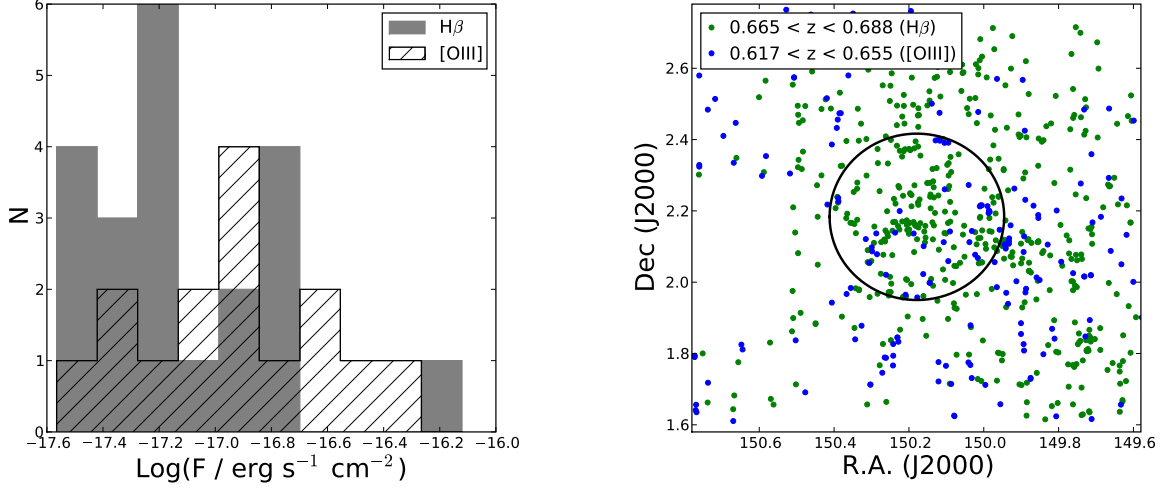 6
5
4
3
2
1
0
N
−17.6 −17.4 −17.2 −17.0 −16.8 −16.6 −16.4 −16.2 −16.0
Log(F / erg s⁻¹ cm⁻²)
Hβ
[OIII]
0.665 < z < 0.688 (Hβ)
0.617 < z < 0.655 ([OIII])
2.6
2.4
2.2
2.0
1.8
1.6
Dec (J2000)
150.6 150.4 150.2 150.0 149.8 149.6
R.A. (J2000)